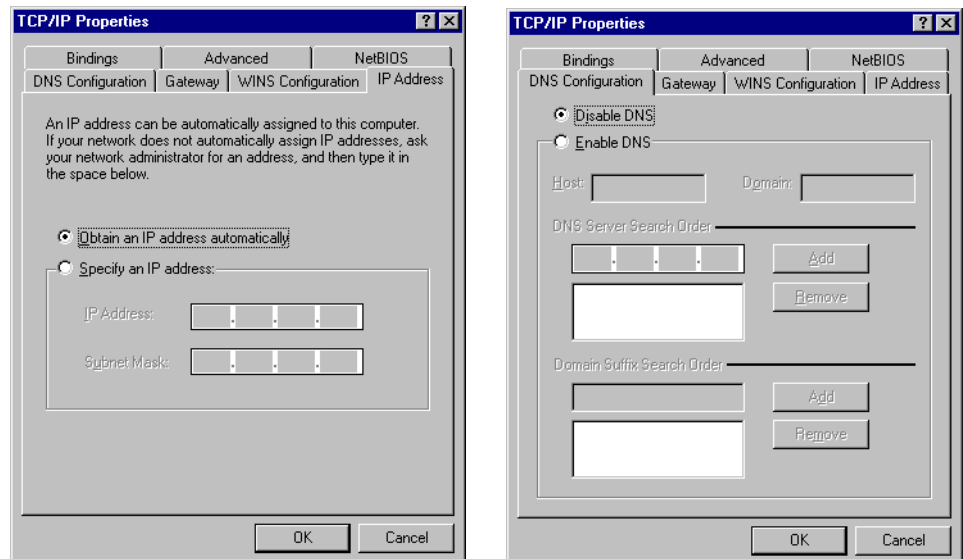 TCP/IP Properties
Bindings
Advanced
NetBIOS
DNS Configuration
Gateway
WINS Configuration
IP Address
An IP address can be automatically assigned to this computer.
If your network does not automatically assign IP addresses, ask
your network administrator for an address, and then type it in
the space below.
Obtain an IP address automatically
Specify an IP address:
IP Address:
Subnet Mask:
OK
Cancel
TCP/IP Properties
Bindings
Advanced
NetBIOS
DNS Configuration
Gateway
WINS Configuration
IP Address
Disable DNS
Enable DNS
Host:
Domain:
DNS Server Search Order
Add
Remove
Domain Suffix Search Order
Add
Remove
OK
Cancel